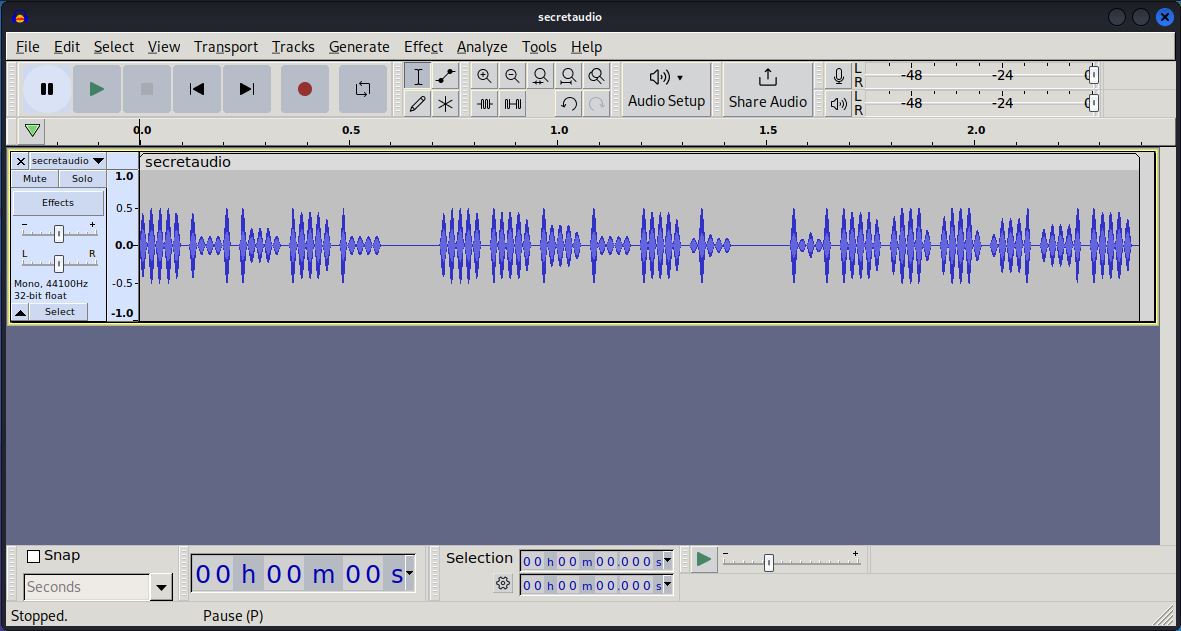 secretaudio
File Edit Select View Transport Tracks Generate Effect Analyze Tools Help
Audio Setup
Share Audio
L R -48 -24 0
L R -48 -24 0
0.0 0.5 1.0 1.5 2.0
secretaudio
secretaudio
Mute Solo
Effects
- +
L R
Mono, 44100Hz
32-bit float
Select
1.0
0.5
0.0
-0.5
-1.0
Snap
Seconds
00 h 00 m 00 s
Selection
00 h 00 m 00.000 s
00 h 00 m 00.000 s
- +
Stopped.
Pause (P)